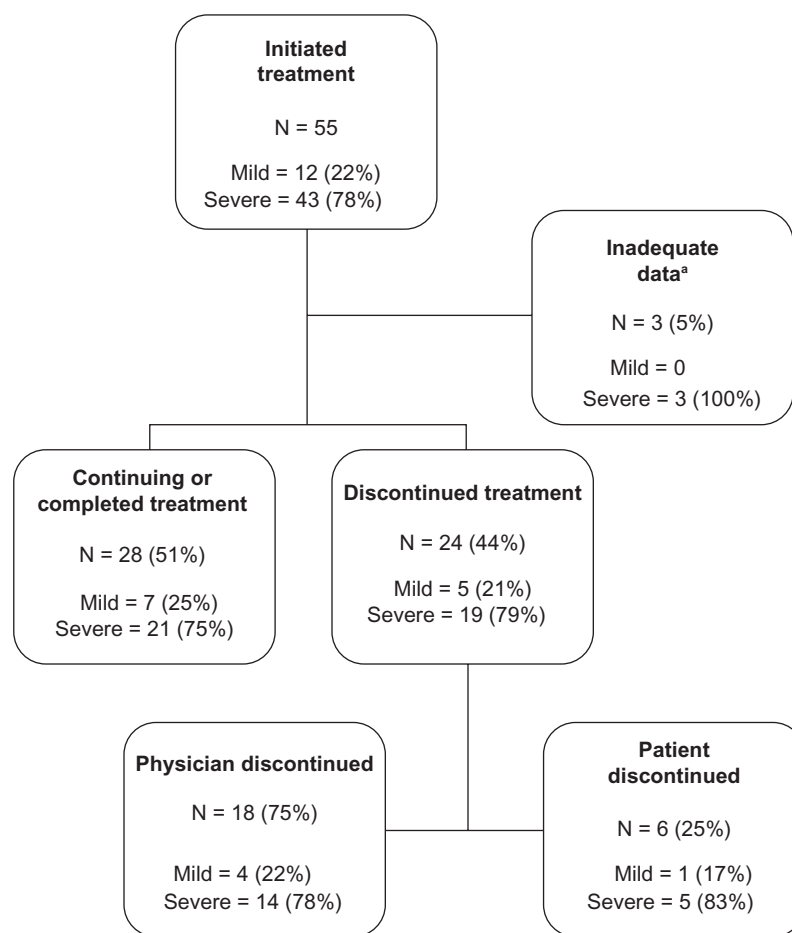 Initiated
treatment
N = 55
Mild = 12 (22%)
Severe = 43 (78%)
Inadequate
dataª
N = 3 (5%)
Mild = 0
Severe = 3 (100%)
Continuing or
completed treatment
N = 28 (51%)
Mild = 7 (25%)
Severe = 21 (75%)
Discontinued treatment
N = 24 (44%)
Mild = 5 (21%)
Severe = 19 (79%)
Physician discontinued
N = 18 (75%)
Mild = 4 (22%)
Severe = 14 (78%)
Patient
discontinued
N = 6 (25%)
Mild = 1 (17%)
Severe = 5 (83%)